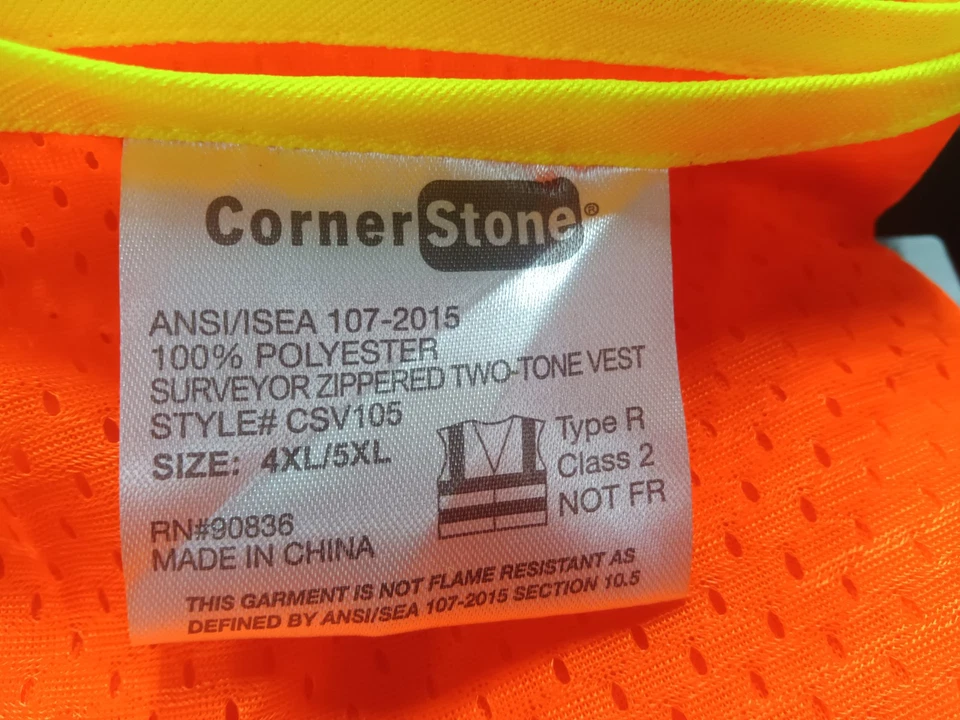 CornerStone®
ANSI/ISEA 107-2015
100% POLYESTER
SURVEYOR ZIPPERED TWO-TONE VEST
STYLE# CSV105
SIZE: 4XL/5XL
Type R
Class 2
NOT FR
RN#90836
MADE IN CHINA
THIS GARMENT IS NOT FLAME RESISTANT AS
DEFINED BY ANSI/SEA 107-2015 SECTION 10.5